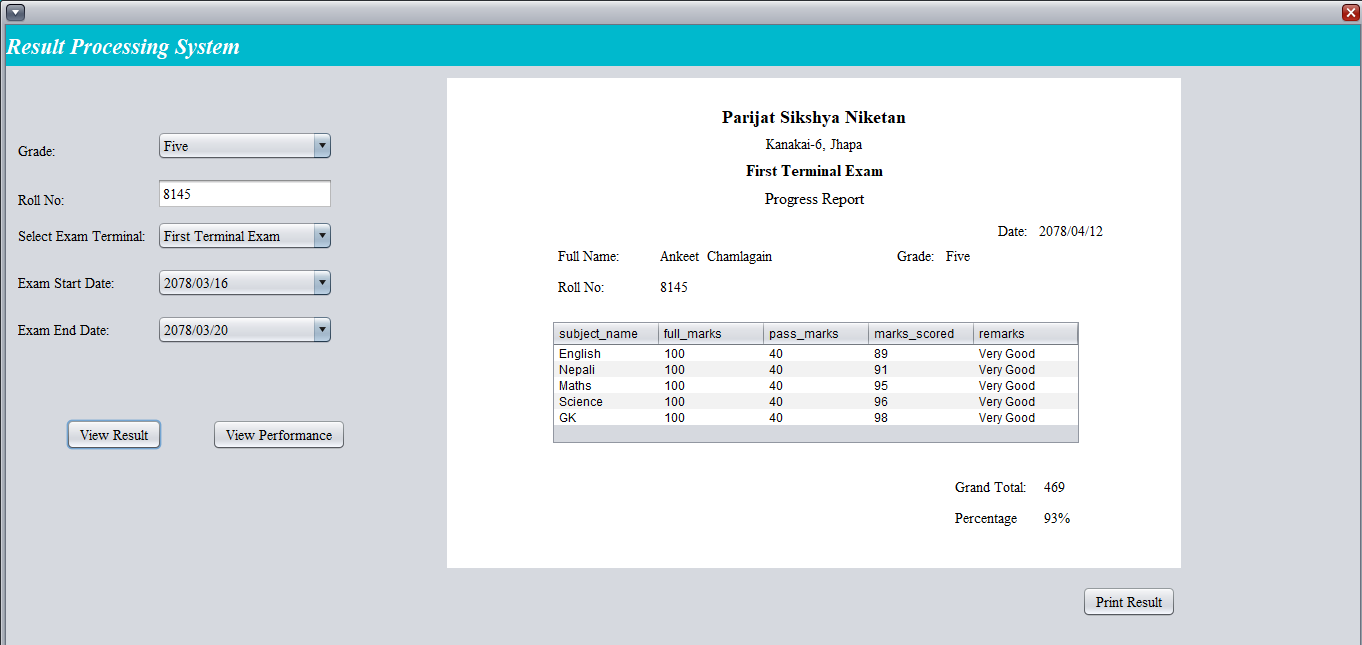 Result Processing System
Grade: Five
Roll No: 8145
Select Exam Terminal: First Terminal Exam
Exam Start Date: 2078/03/16
Exam End Date: 2078/03/20
View Result View Performance
Parijat Sikshya Niketan
Kanakai-6, Jhapa
First Terminal Exam
Progress Report
Date: 2078/04/12
Full Name: Ankeet Chamlagain Grade: Five
Roll No: 8145
subject_name full_marks pass_marks marks_scored remarks
English 100 40 89 Very Good
Nepali 100 40 91 Very Good
Maths 100 40 95 Very Good
Science 100 40 96 Very Good
GK 100 40 98 Very Good
Grand Total: 469
Percentage 93%
Print Result